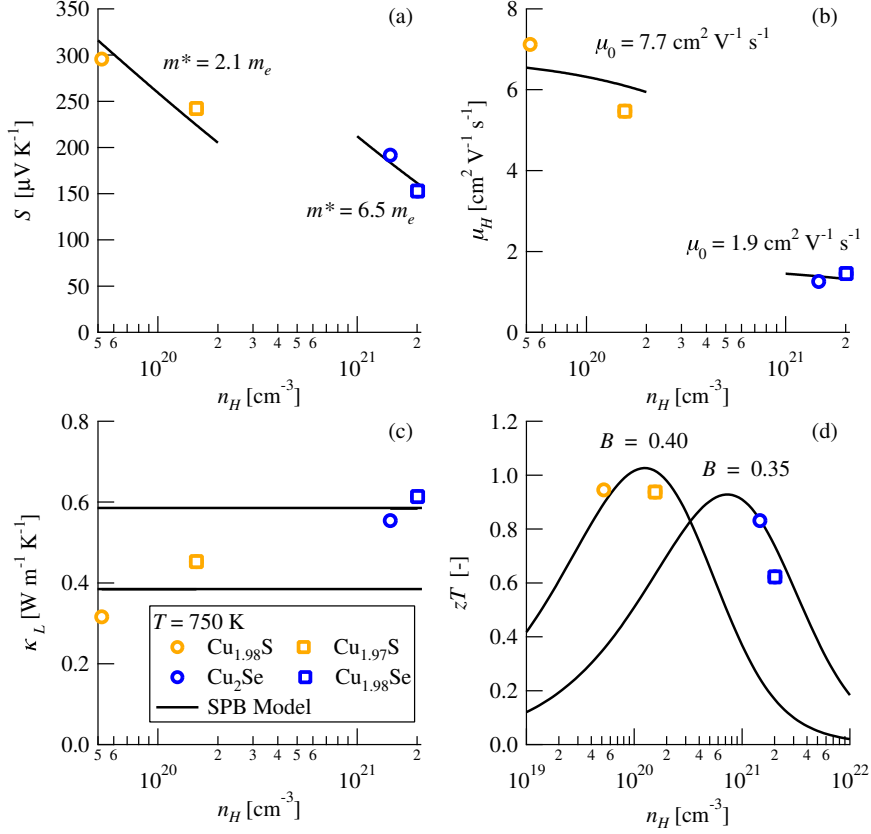 (a)
350
300
250
200
150
100
50
0
S [μV K⁻¹]
m* = 2.1 mₑ
m* = 6.5 mₑ
5 6 2 3 4 5 6 2
10²⁰ 10²¹
n_H [cm⁻³]
(b)
8
6
4
2
0
μ_H [cm² V⁻¹ s⁻¹]
μ₀ = 7.7 cm² V⁻¹ s⁻¹
μ₀ = 1.9 cm² V⁻¹ s⁻¹
5 6 2 3 4 5 6 2
10²⁰ 10²¹
n_H [cm⁻³]
(c)
0.8
0.6
0.4
0.2
0.0
κ_L [W m⁻¹ K⁻¹]
T = 750 K
Cu₁.₉₈S Cu₁.₉₇S
Cu₂Se Cu₁.₉₈Se
SPB Model
5 6 2 3 4 5 6 2
10²⁰ 10²¹
n_H [cm⁻³]
(d)
1.2
1.0
0.8
0.6
0.4
0.2
0.0
zT [-]
B = 0.40
B = 0.35
2 4 2 4 2 4
10¹⁹ 10²⁰ 10²¹ 10²²
n_H [cm⁻³]